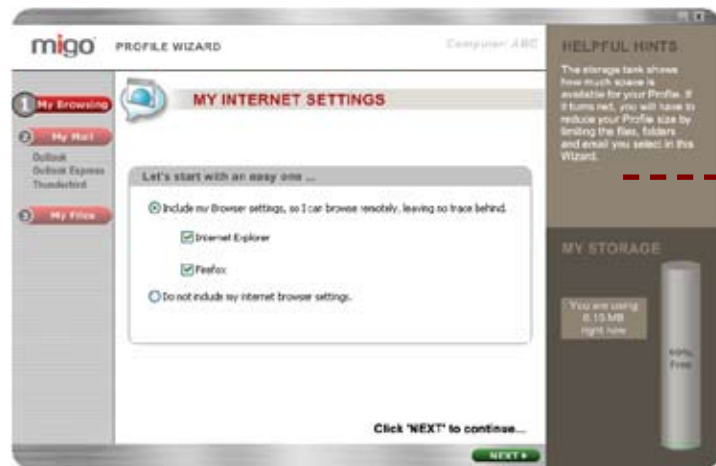 migo
PROFILE WIZARD
Computer ABC
HELPFUL HINTS
The storage tank shows
how much space is
available for your Profile. If
it turns red, you will have to
reduce your Profile size by
limiting the files, folders
and email you select in this
Wizard.
1 My Browsing
2 My Mail
Outlook
Outlook Express
Thunderbird
3 My Files
MY INTERNET SETTINGS
Let's start with an easy one ...
Include my Browser settings, so I can browse remotely, leaving no trace behind.
Internet Explorer
Firefox
Do not include my internet browser settings.
MY STORAGE
You are using
MB
right now
Free
Click "NEXT" to continue...
NEXT